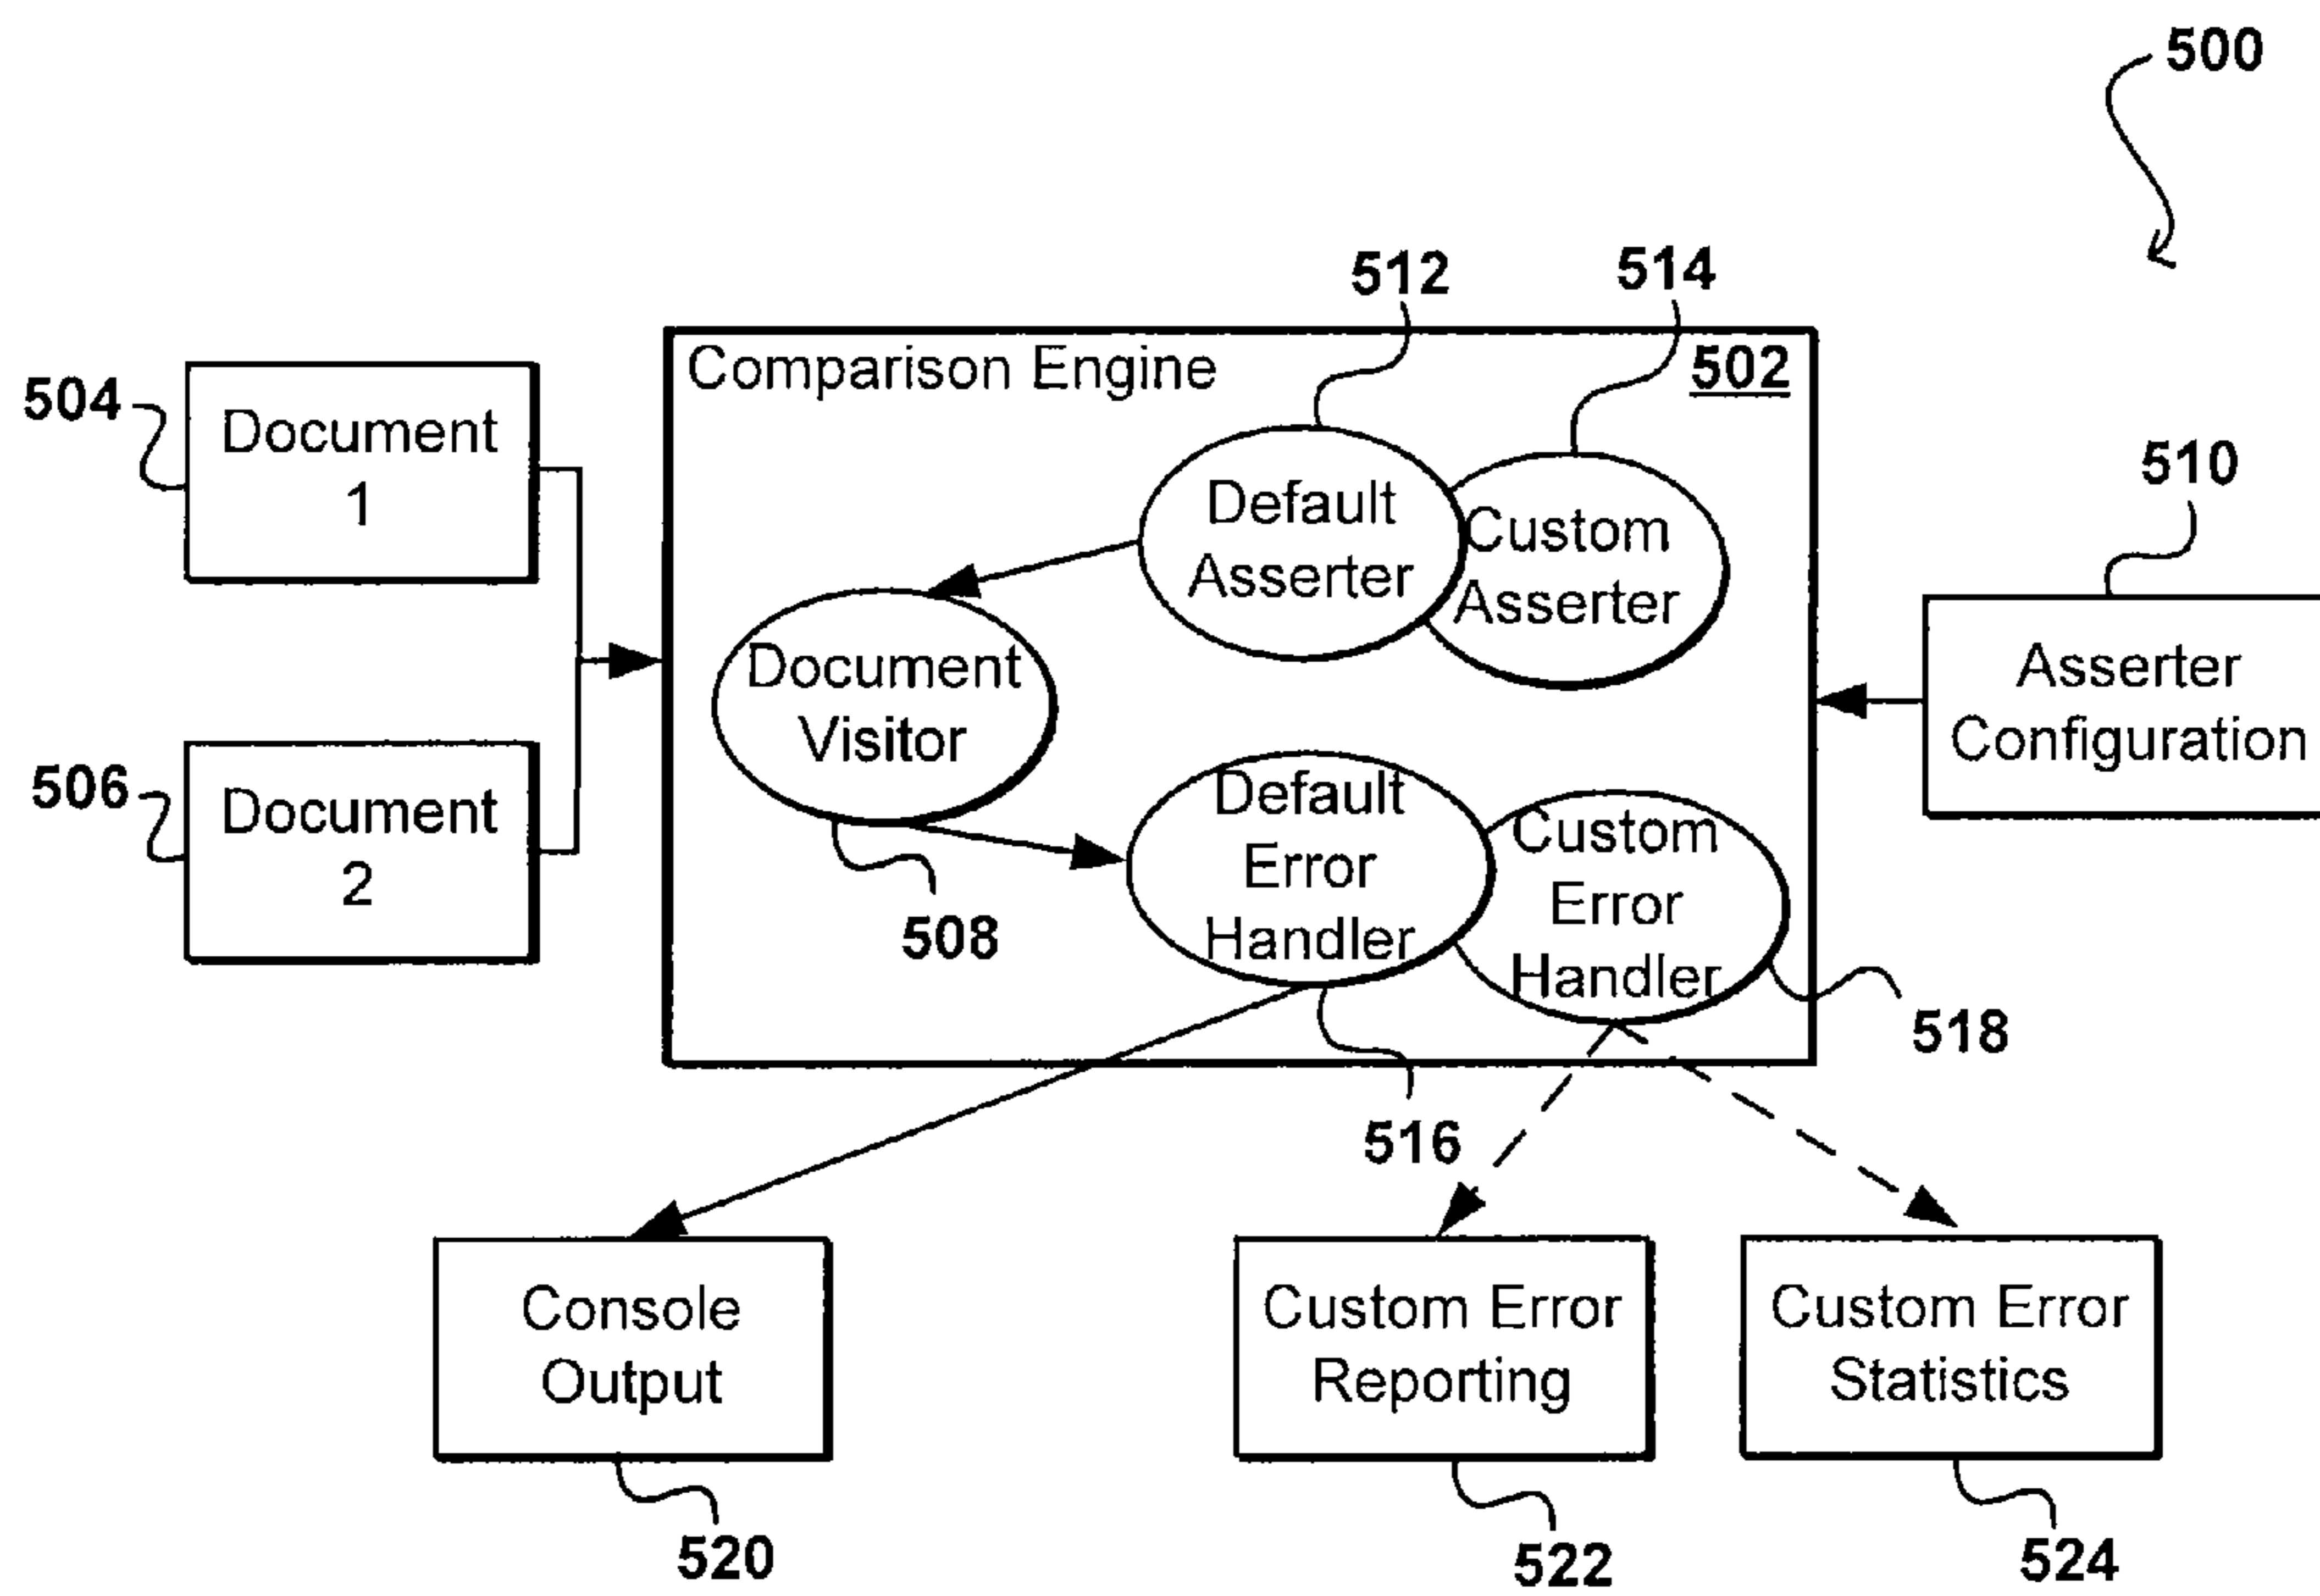 500
512
514
Comparison Engine
502
504
Document
1
Default
Asserter
Custom
Asserter
510
Document
Visitor
Asserter
Configuration
506
Document
2
Default
Error
Handler
Custom
Error
Handler
508
518
516
Console
Output
Custom Error
Reporting
Custom Error
Statistics
520
522
524